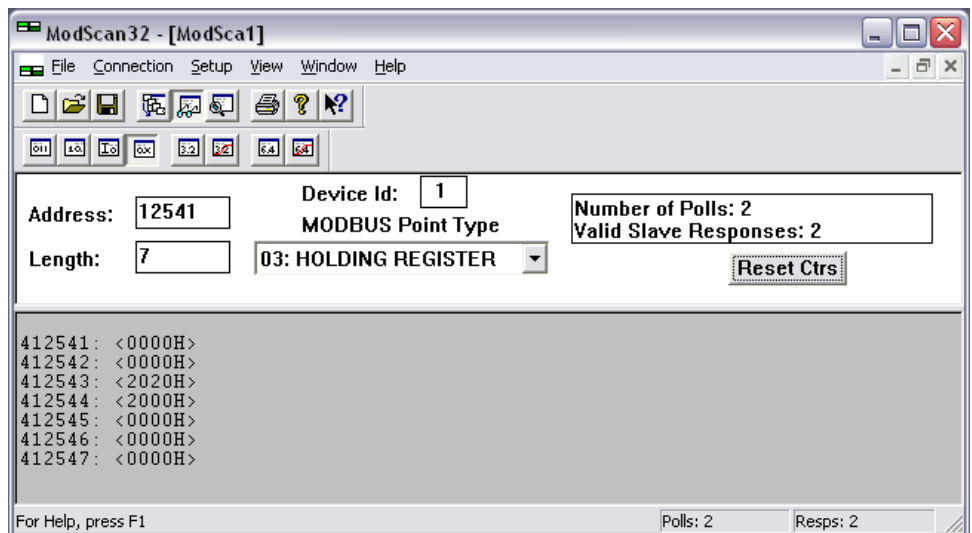 ModScan32 - [ModSca1]
File Connection Setup View Window Help
Device Id: 1
Address: 12541
MODBUS Point Type
Length: 7
03: HOLDING REGISTER
Number of Polls: 2
Valid Slave Responses: 2
Reset Ctrs
412541: <0000H>
412542: <0000H>
412543: <2020H>
412544: <2000H>
412545: <0000H>
412546: <0000H>
412547: <0000H>
For Help, press F1
Polls: 2
Resps: 2